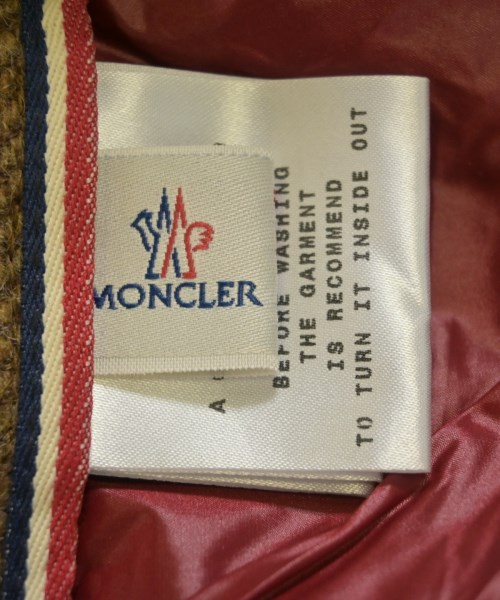 MONCLER
A
BEFORE WASHING
THE GARMENT
IS RECOMMEND
TO TURN IT INSIDE OUT